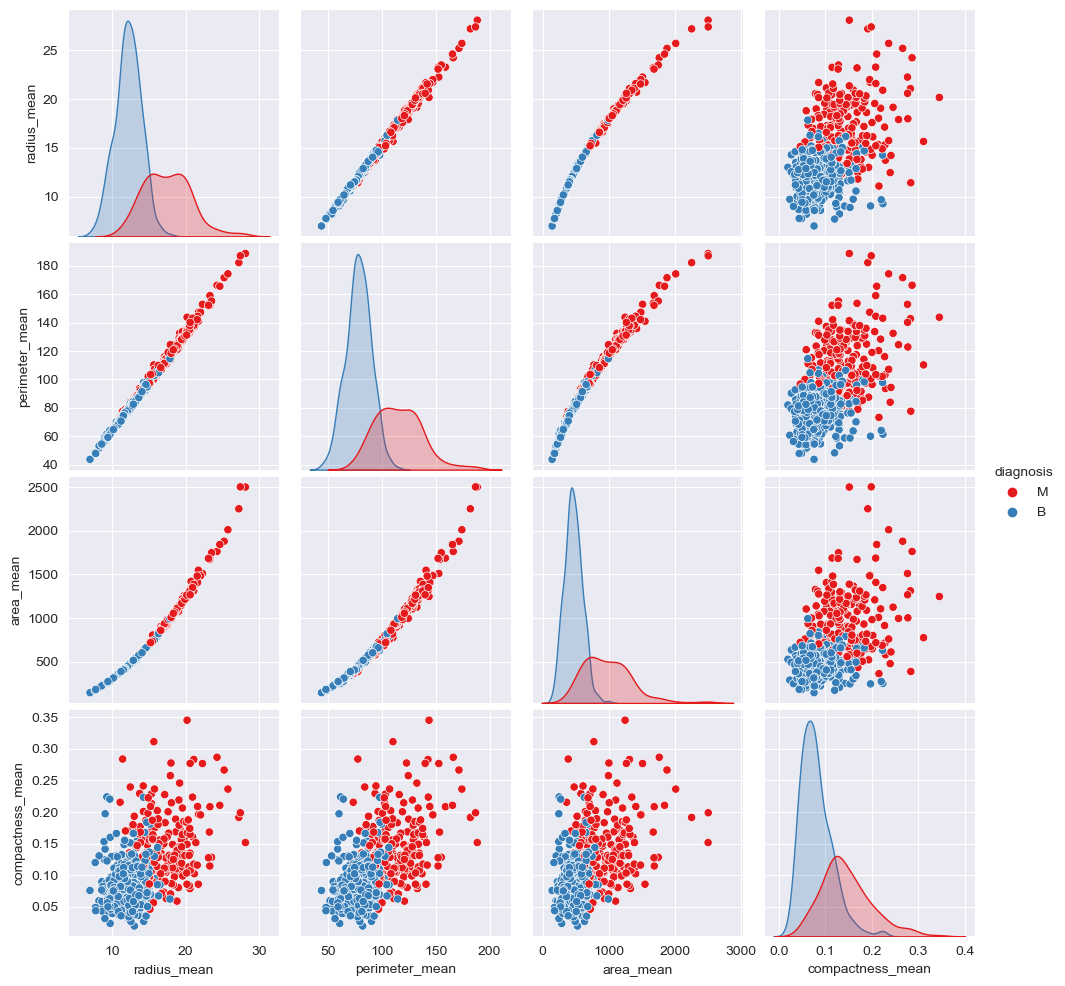 25
20
15
10
radius_mean
180
160
140
120
100
80
60
40
perimeter_mean
diagnosis
M
B
2500
2000
1500
1000
500
area_mean
0.35
0.30
0.25
0.20
0.15
0.10
0.05
compactness_mean
10 20 30
50 100 150 200
0 1000 2000 3000
0.0 0.1 0.2 0.3 0.4
radius_mean
perimeter_mean
area_mean
compactness_mean